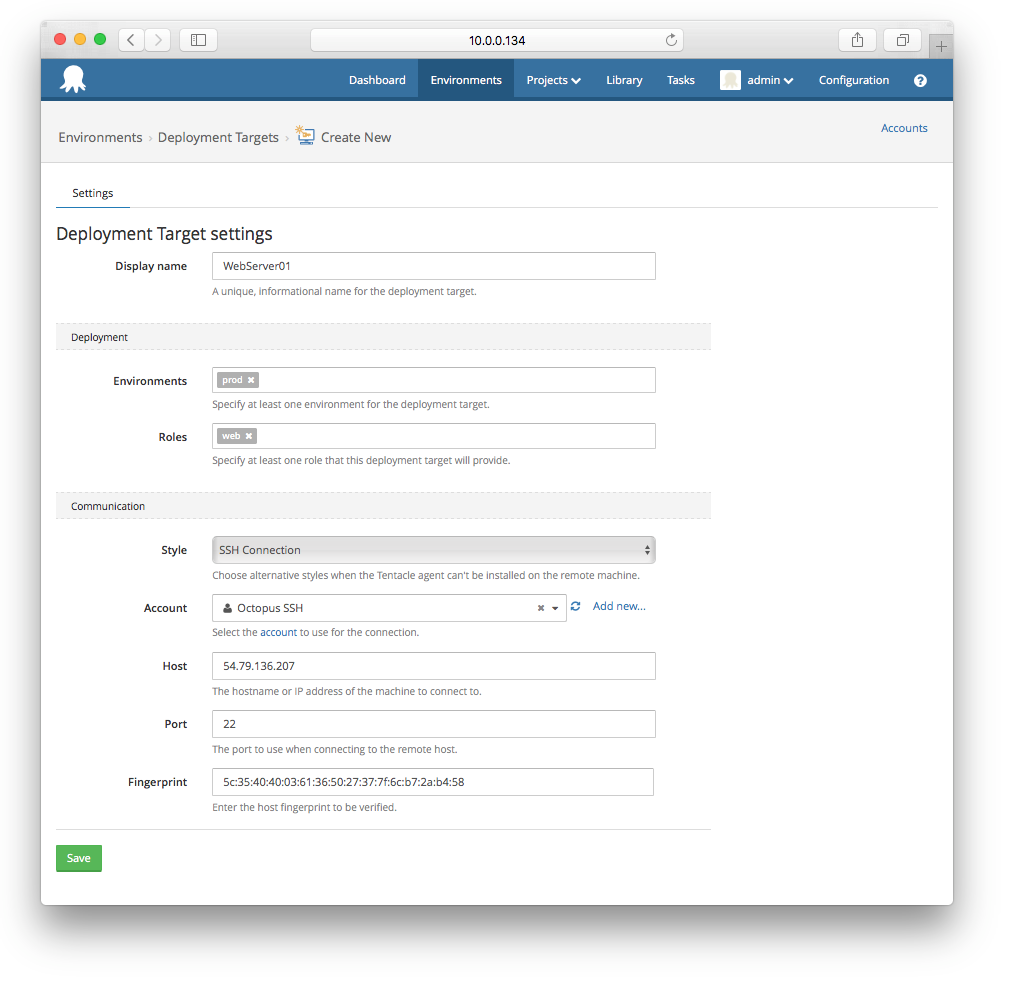 10.0.0.134
Dashboard Environments Projects Library Tasks admin Configuration ?
Environments › Deployment Targets › Create New
Accounts
Settings
Deployment Target settings
Display name WebServer01
A unique, informational name for the deployment target.
Deployment
Environments prod ×
Specify at least one environment for the deployment target.
Roles web ×
Specify at least one role that this deployment target will provide.
Communication
Style SSH Connection
Choose alternative styles when the Tentacle agent can't be installed on the remote machine.
Account Octopus SSH × Add new...
Select the account to use for the connection.
Host 54.79.136.207
The hostname or IP address of the machine to connect to.
Port 22
The port to use when connecting to the remote host.
Fingerprint 5c:35:40:40:03:61:36:50:27:37:7f:6c:b7:2a:b4:58
Enter the host fingerprint to be verified.
Save